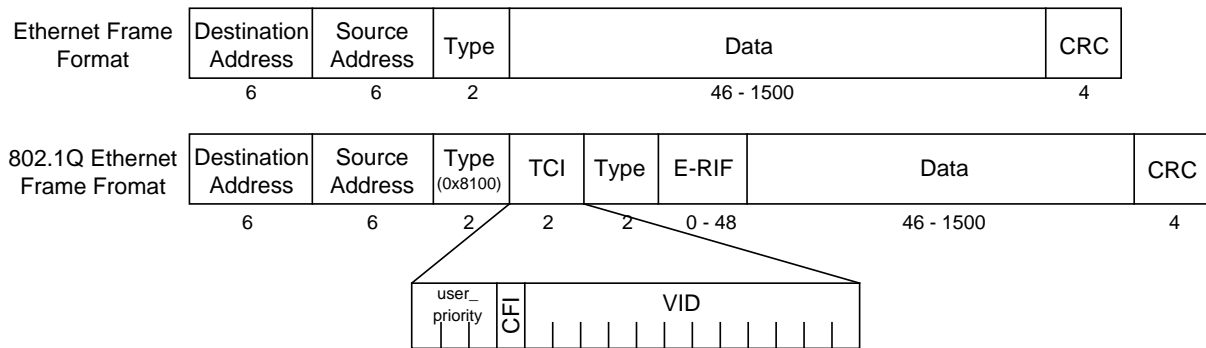 Ethernet Frame
Format
Destination
Address
Source
Address
Type
Data
CRC
6
6
2
46 - 1500
4
802.1Q Ethernet
Frame Fromat
Destination
Address
Source
Address
Type
(0x8100)
TCI
Type
E-RIF
Data
CRC
6
6
2
2
2
0 - 48
46 - 1500
4
user_
priority
CFI
VID